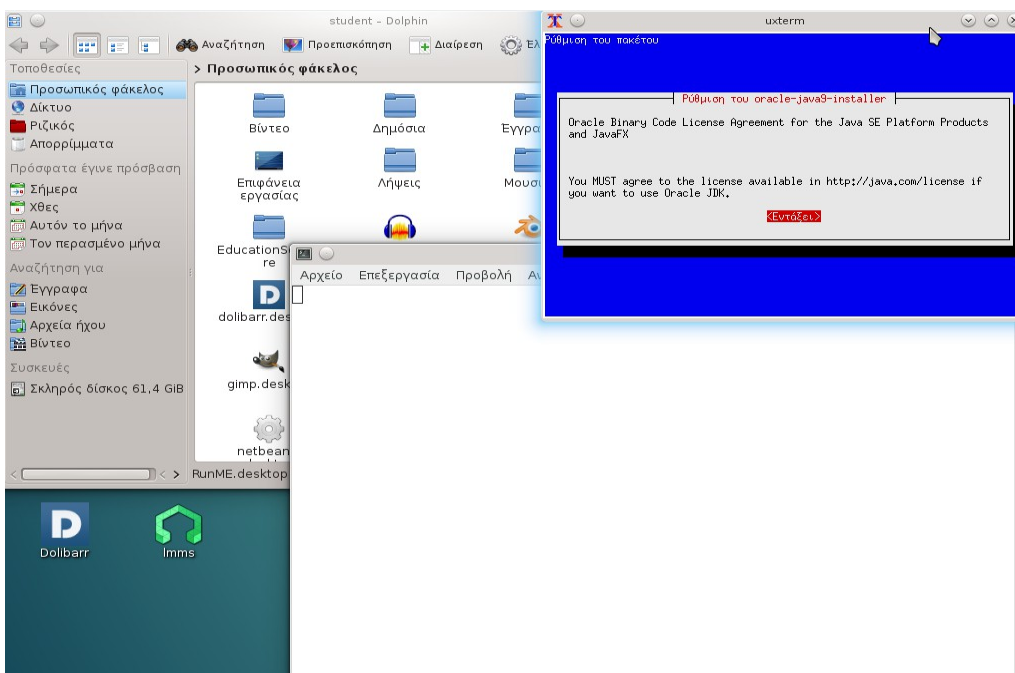 student - Dolphin
Αναζήτηση Προεπισκόπηση Διαίρεση
Τοποθεσίες
Προσωπικός φάκελος
Δίκτυο
Ριζικός
Απορρίμματα
Πρόσφατα έγινε πρόσβαση
Σήμερα
Χθες
Αυτόν το μήνα
Τον περασμένο μήνα
Αναζήτηση για
Έγγραφα
Εικόνες
Αρχεία ήχου
Βίντεο
Συσκευές
Σκληρός δίσκος 61,4 GiB
> Προσωπικός φάκελος
Βίντεο Δημόσια Έγγρα
Επιφάνεια εργασίας Λήψεις Μουσι
EducationS
re
dolibarr.des
gimp.desk
netbean
RunME.desktop
Αρχείο Επεξεργασία Προβολή
uxterm
Ρύθμιση του πακέτου
Ρύθμιση του oracle-java9-installer
Oracle Binary Code License Agreement for the Java SE Platform Products
and JavaFX
You MUST agree to the license available in http://java.com/license if
you want to use Oracle JDK.
<Εντάξει>
Dolibarr
lmms